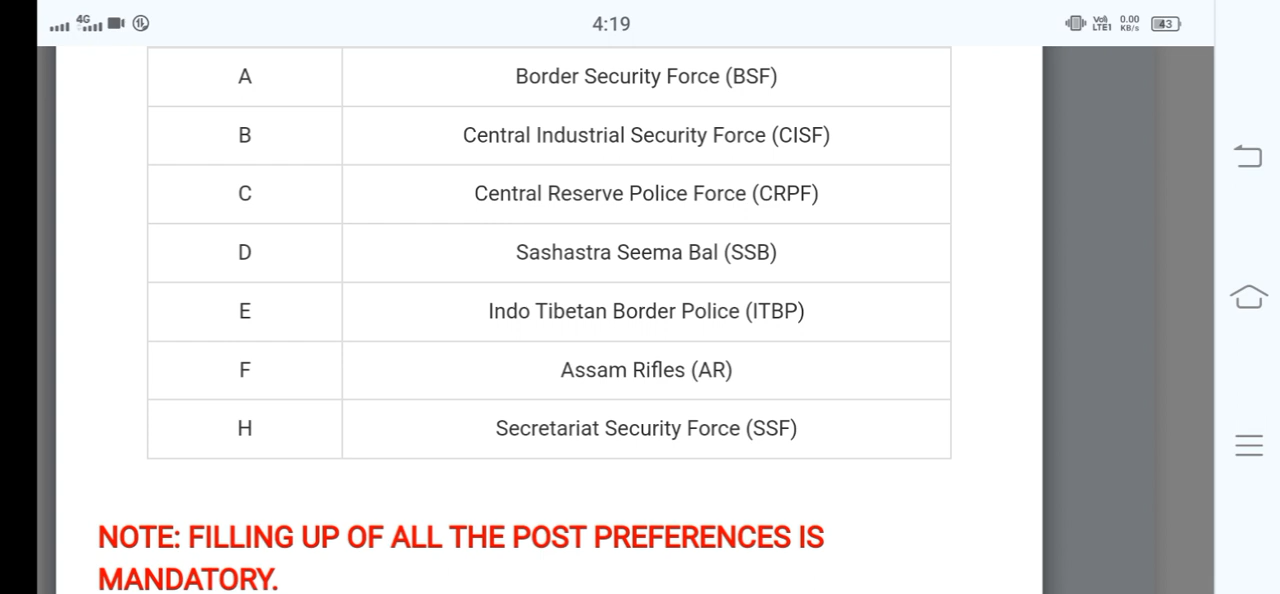 4G 4:19 Vo) LTE1 0.00 KB/s 43
A Border Security Force (BSF)
B Central Industrial Security Force (CISF)
C Central Reserve Police Force (CRPF)
D Sashastra Seema Bal (SSB)
E Indo Tibetan Border Police (ITBP)
F Assam Rifles (AR)
H Secretariat Security Force (SSF)
NOTE: FILLING UP OF ALL THE POST PREFERENCES IS
MANDATORY.